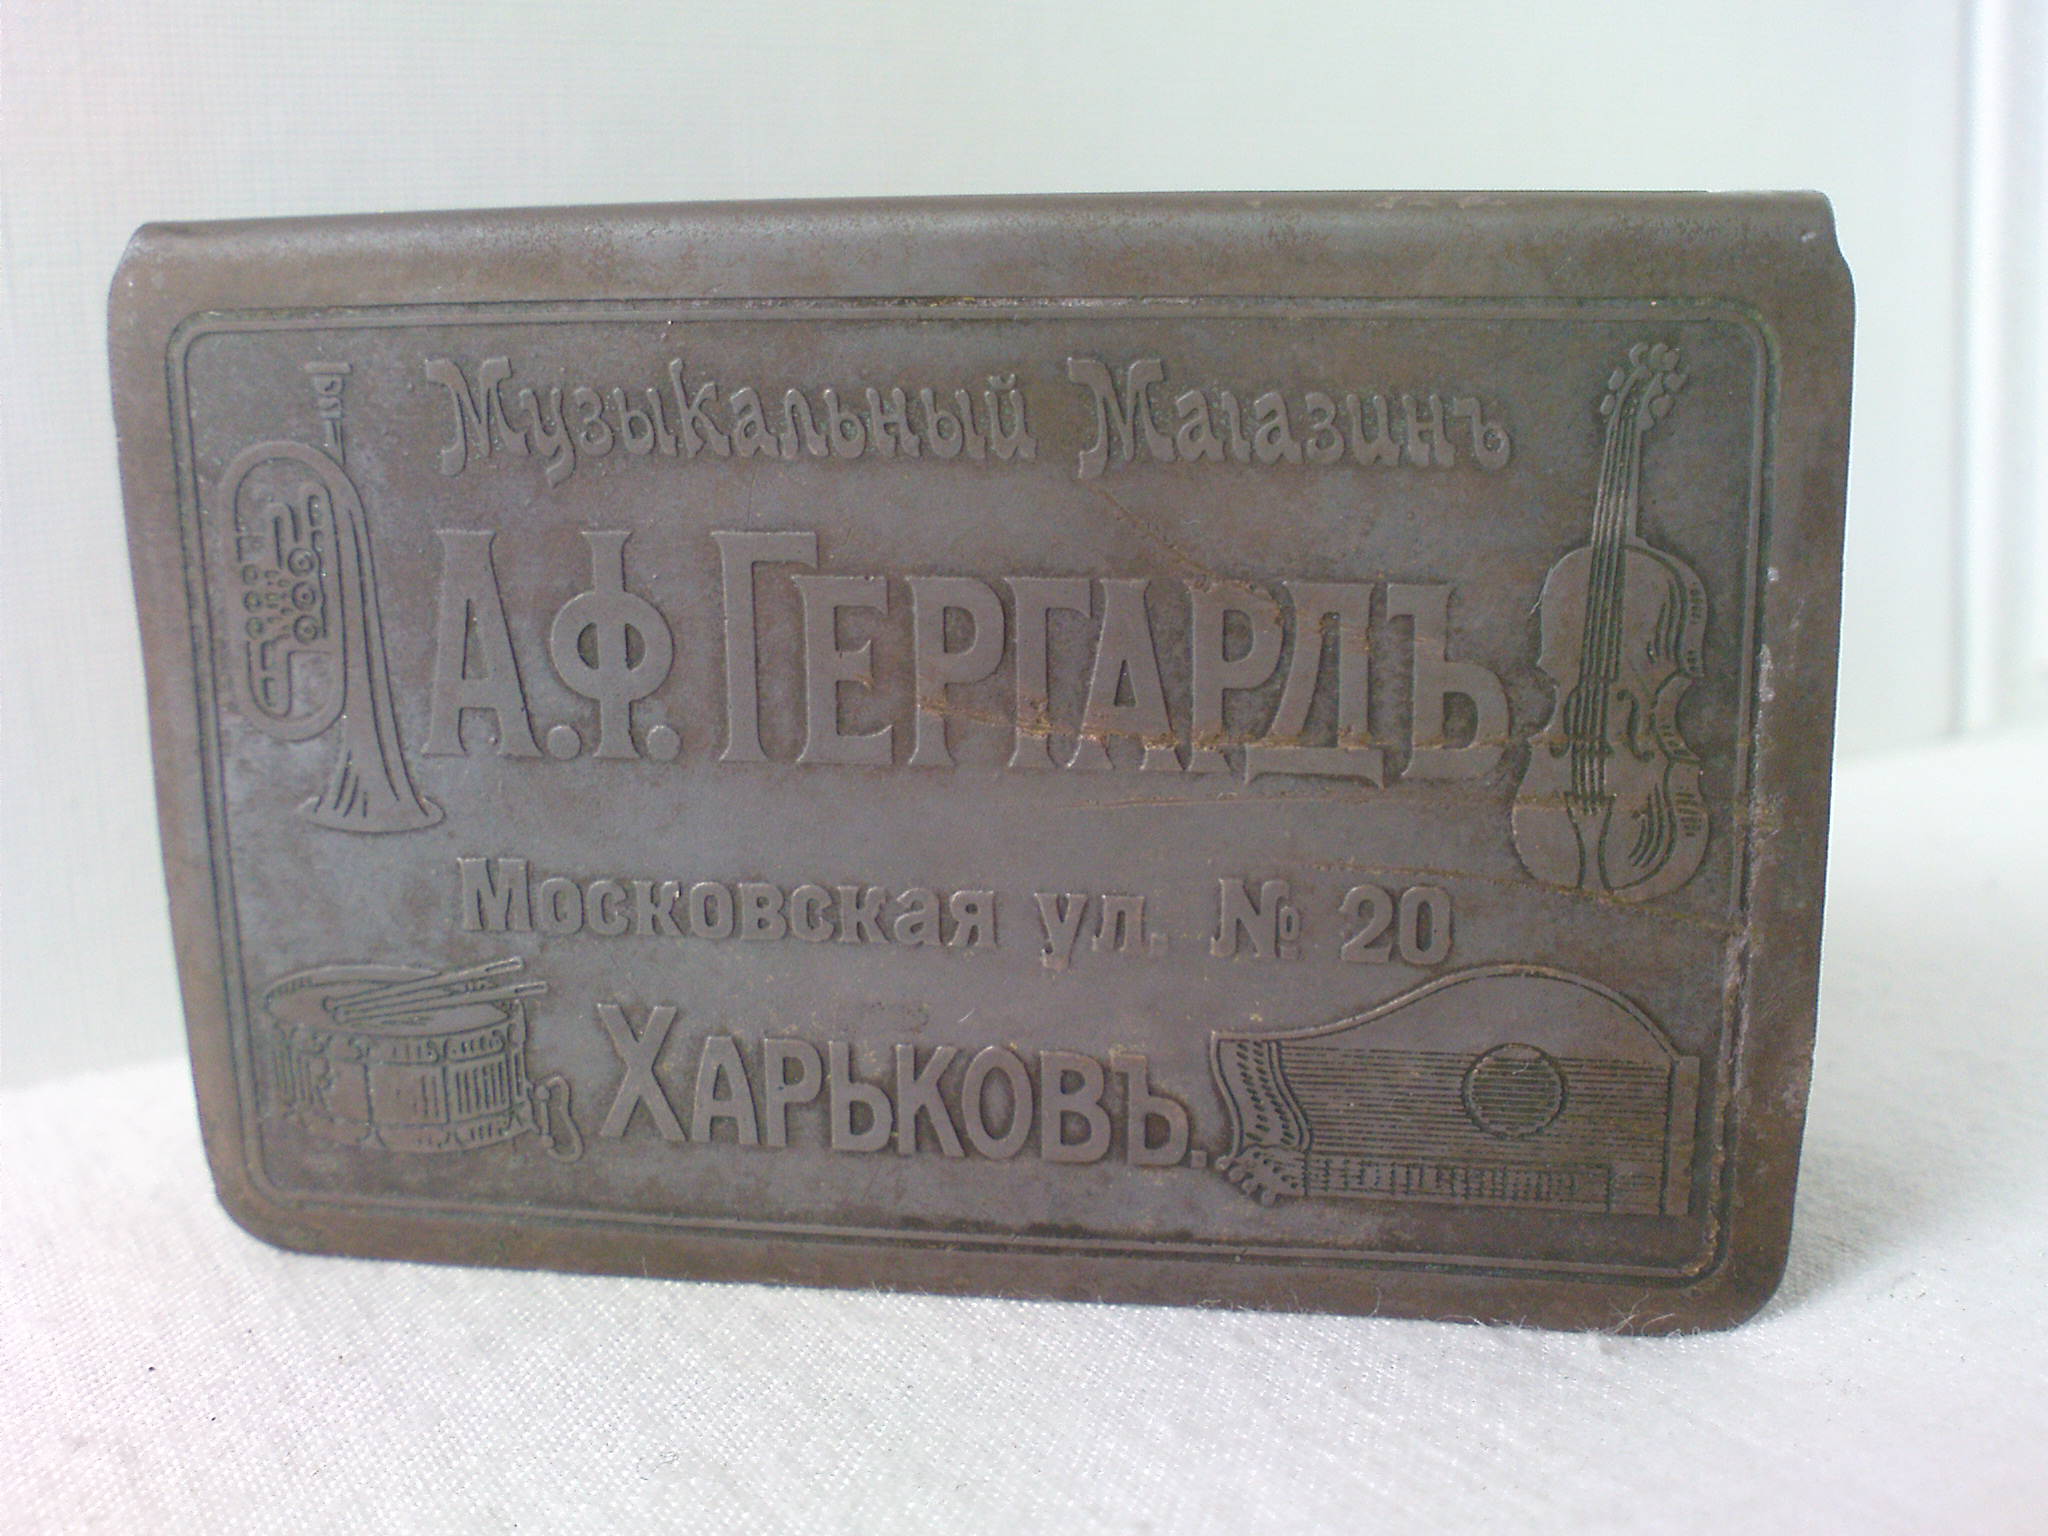 Музыкальный Магазинъ
А.Ф. Гергардъ
Московская ул. № 20
Харьковъ.